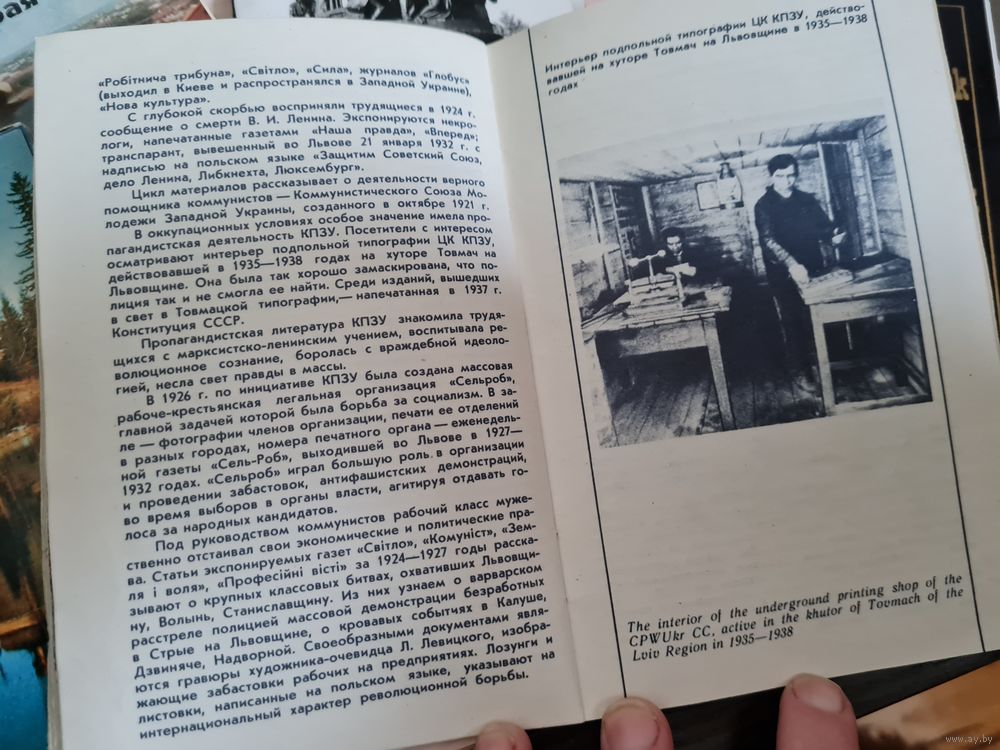 рая
«Робітнича трибуна», «Світло», «Сила», журналов «Глобус»
(выходил в Киеве и распространялся в Западной Украине),
«Нова культура».
С глубокой скорбью восприняли трудящиеся в 1924 г.
сообщение о смерти В. И. Ленина. Экспонируются некро-
логи, напечатанные газетами «Наша правда», «Вперед»;
транспарант, вывешенный во Львове 21 января 1932 г. с
надписью на польском языке «Защитим Советский Союз,
дело Ленина, Либкнехта, Люксембург».
Цикл материалов рассказывает о деятельности верного
помощника коммунистов — Коммунистического Союза Мо-
лодежи Западной Украины, созданного в октябре 1921 г.
В оккупационных условиях особое значение имела про-
пагандистская деятельность КПЗУ. Посетители с интересом
осматривают интерьер подпольной типографии ЦК КПЗУ,
действовавшей в 1935—1938 годах на хуторе Товмач на
Львовщине. Она была так хорошо замаскирована, что по-
лиция так и не смогла ее найти. Среди изданий, вышедших
в свет в Товмацкой типографии,— напечатанная в 1937 г.
Конституция СССР.
Пропагандистская литература КПЗУ знакомила трудя-
щихся с марксистско-ленинским учением, воспитывала ре-
волюционное сознание, боролась с враждебной идеоло-
гией, несла свет правды в массы.
В 1926 г. по инициативе КПЗУ была создана массовая
рабоче-крестьянская легальная организация «Сельроб»,
главной задачей которой была борьба за социализм. В за-
ле — фотографии членов организации, печати ее отделений
в разных городах, номера печатного органа — еженедель-
ной газеты «Сель-Роб», выходившей во Львове в 1927—
1932 годах. «Сельроб» играл большую роль в организации
и проведении забастовок, антифашистских демонстраций,
во время выборов в органы власти, агитируя отдавать го-
лоса за народных кандидатов.
Под руководством коммунистов рабочий класс муже-
ственно отстаивал свои экономические и политические пра-
ва. Статьи экспонируемых газет «Світло», «Комуніст», «Зем-
ля і воля», «Професійні вісті» за 1924—1927 годы расска-
зывают о крупных классовых битвах, охвативших Львовщи-
ну, Волынь, Станиславщину. Из них узнаем о варварском
расстреле полицией массовой демонстрации безработных
в Стрые на Львовщине, о кровавых событиях в Калуше,
Дзвиняче, Надворной. Своеобразными документами явля-
ются гравюры художника-очевидца Л. Левицкого, изобра-
жающие забастовки рабочих на предприятиях. Лозунги и
листовки, написанные на польском языке, указывают на
интернациональный характер революционной борьбы.
Интерьер подпольной типографии ЦК КПЗУ, действо-
вавшей на хуторе Товмач на Львовщине в 1935—1938
годах
The interior of the underground printing shop of the
CPWUkr CC, active in the khutor of Tovmach of the
Lviv Region in 1935—1938
www.ay.by